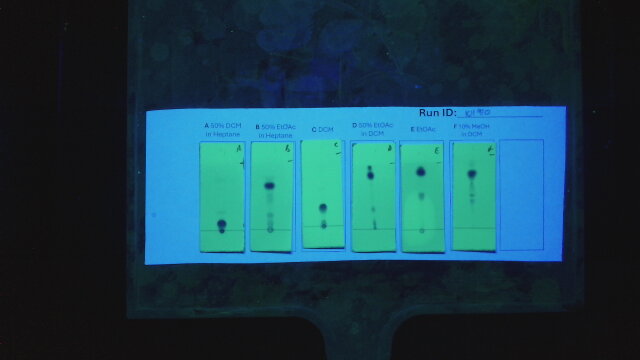 Run ID:
A 50% DCM
in Heptane
B 50% EtOAc
in Heptane
C DCM
D 50% EtOAc
in DCM
E EtOAc
F 10% MeOH
in DCM
A
B
C
E